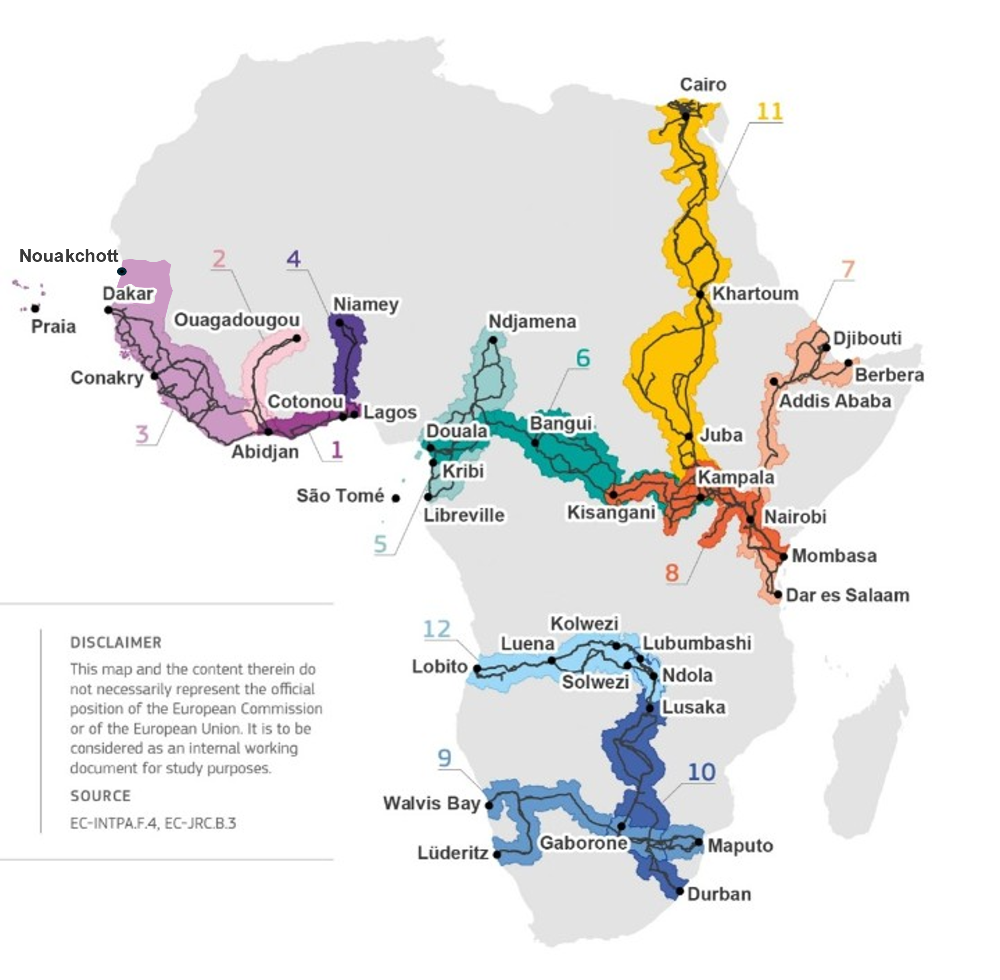 Cairo
11
Nouakchott
2
4
7
Dakar
Khartoum
Praia
Ouagadougou
Niamey
Ndjamena
Djibouti
6
Berbera
Conakry
Cotonou
Lagos
Addis Ababa
3
Abidjan
1
Douala
Bangui
Juba
Kribi
Kampala
São Tomé
Libreville
Kisangani
Nairobi
5
8
Mombasa
Dar es Salaam
12
Kolwezi
Luena
Lubumbashi
Lobito
Solwezi
Ndola
Lusaka
9
10
Walvis Bay
Gaborone
Maputo
Lüderitz
Durban
DISCLAIMER
This map and the content therein do
not necessarily represent the official
position of the European Commission
or of the European Union. It is to be
considered as an internal working
document for study purposes.
SOURCE
EC-INTPA.F.4, EC-JRC.B.3